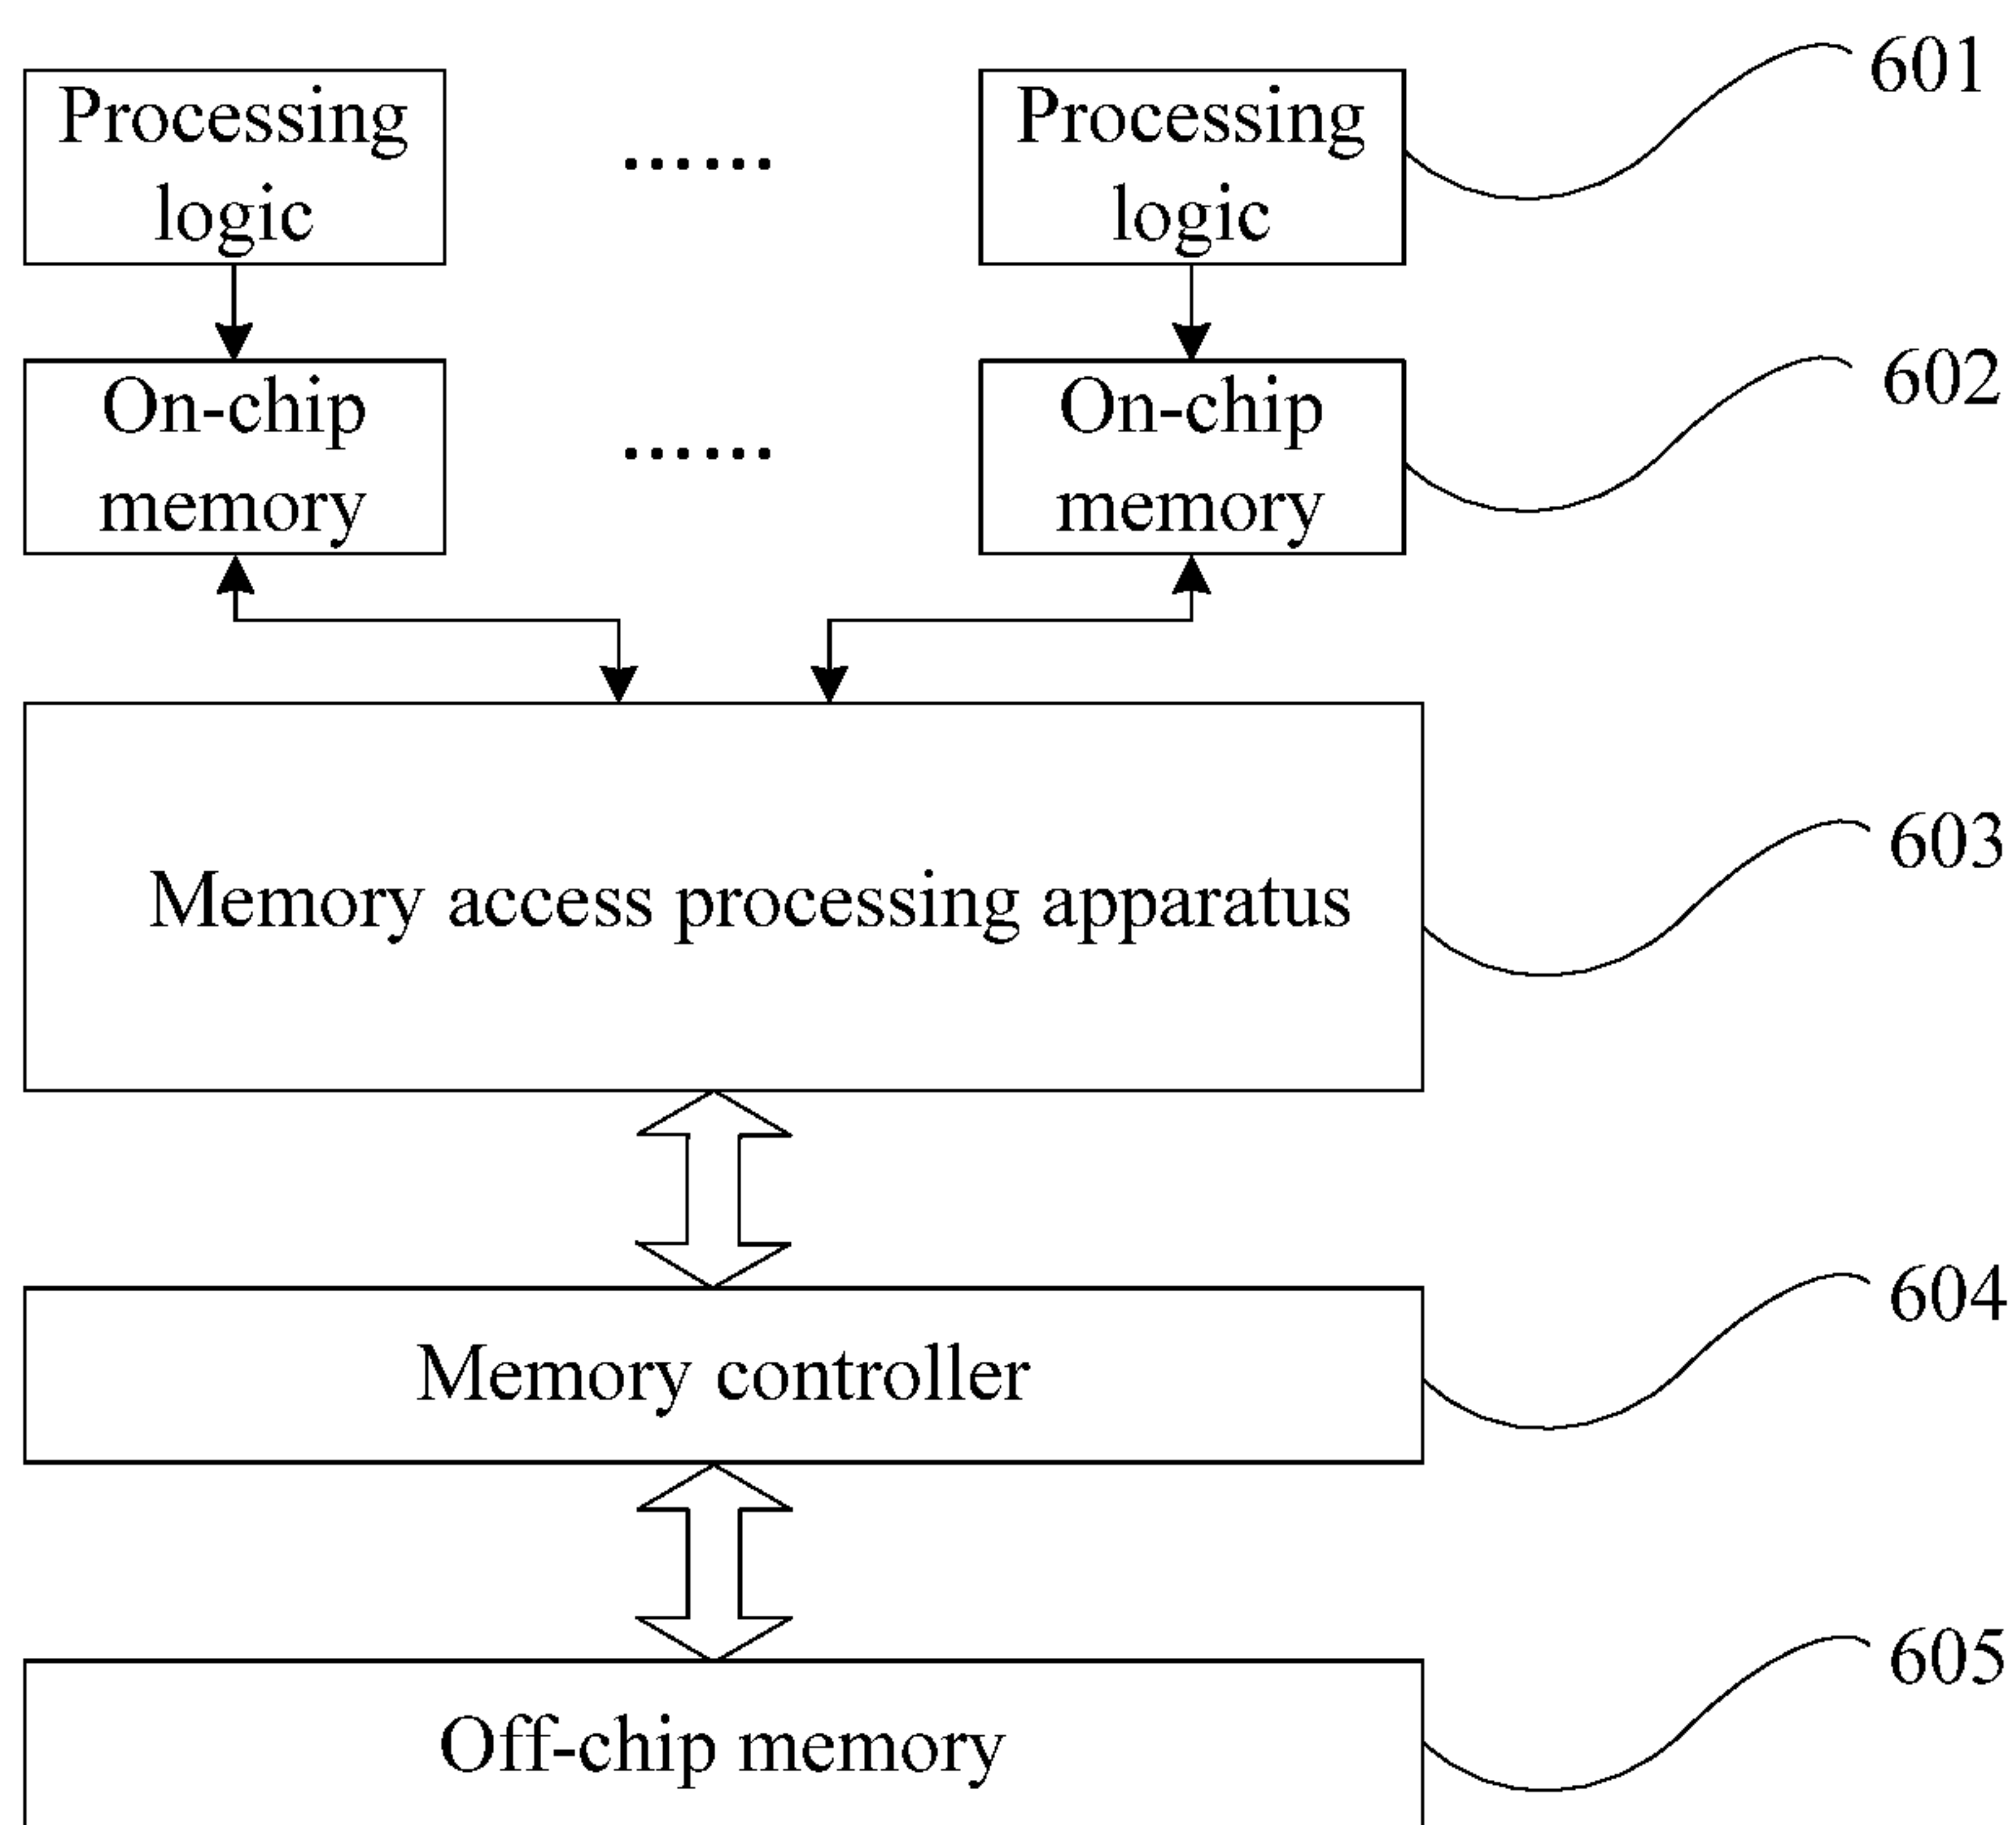 Processing
logic
......
Processing
logic
601
On-chip
memory
......
On-chip
memory
602
Memory access processing apparatus
603
Memory controller
604
Off-chip memory
605